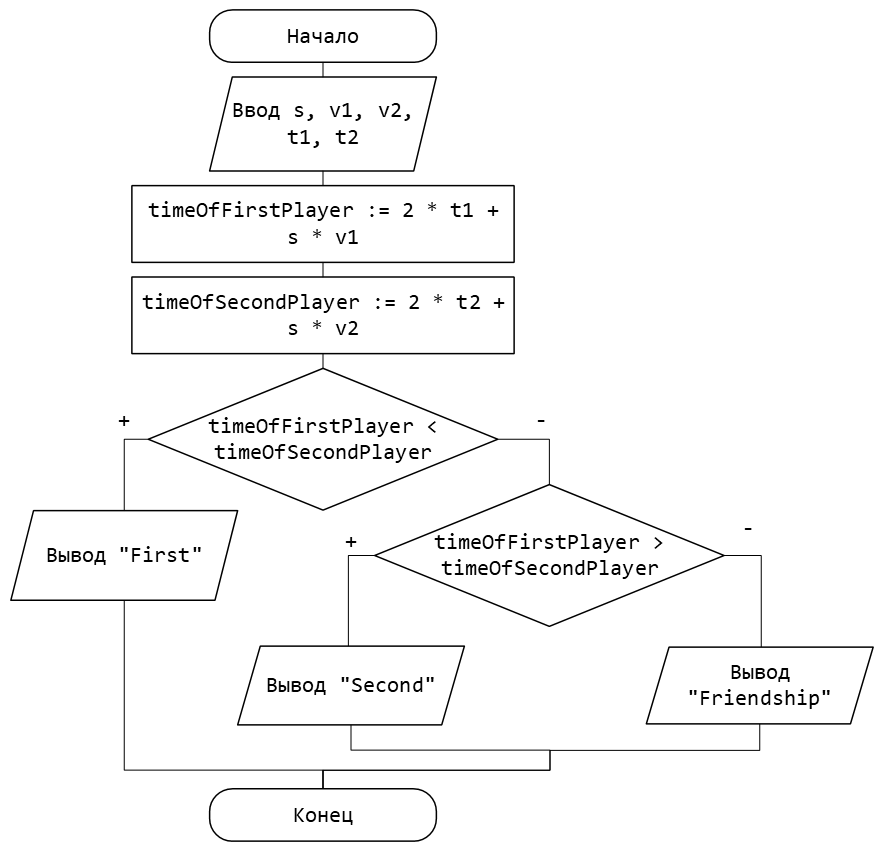 Начало
Ввод s, v1, v2,
t1, t2
timeOfFirstPlayer := 2 * t1 +
s * v1
timeOfSecondPlayer := 2 * t2 +
s * v2
timeOfFirstPlayer <
timeOfSecondPlayer
+
-
Вывод "First"
timeOfFirstPlayer >
timeOfSecondPlayer
+
-
Вывод "Second"
Вывод
"Friendship"
Конец